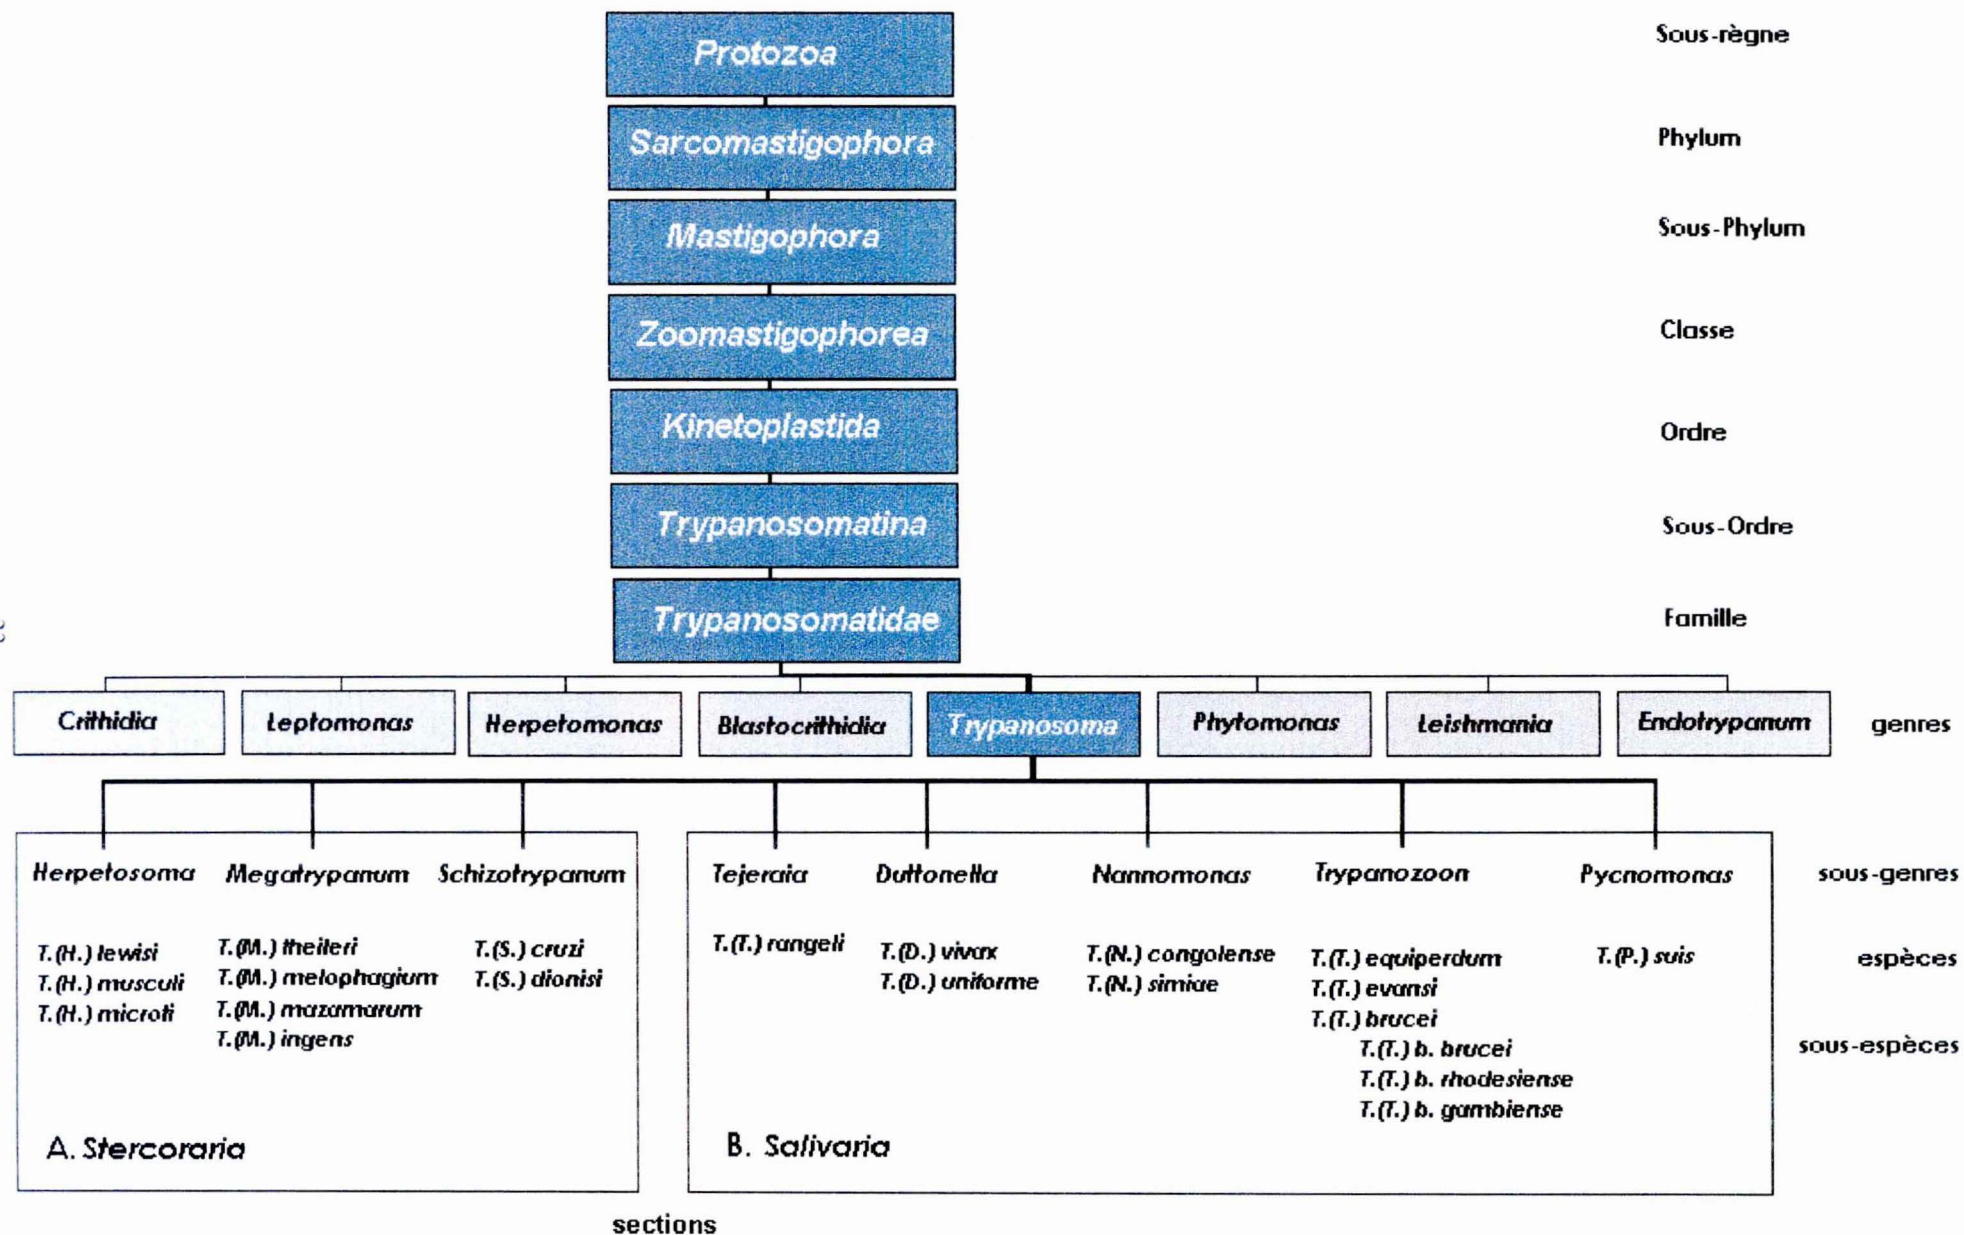 Protozoa Sous-règne
Sarcomastigophora Phylum
Mastigophora Sous-Phylum
Zoomastigophorea Classe
Kinetoplastida Ordre
Trypanosomatina Sous-Ordre
Trypanosomatidae Famille
Crithidia Leptomonas Herpetomonas Blastocrithidia Trypanosoma Phytomonas Leishmania Endotrypanum genres
Herpetosoma Megatrypanum Schizotrypanum Tejeraia Duttonella Nannomonas Trypanozoon Pycnomonas sous-genres
T.(H.) lewisi T.(M.) theileri T.(S.) cruzi T.(T.) rangeli T.(D.) vivax T.(N.) congolense T.(T.) equiperdum T.(P.) suis espèces
T.(H.) musculi T.(M.) melophagium T.(S.) dionisi T.(D.) uniforme T.(N.) simiae T.(T.) evansi
T.(H.) microti T.(M.) mazamarum T.(T.) brucei
T.(M.) ingens T.(T.) b. brucei sous-espèces
T.(T.) b. rhodesiense
T.(T.) b. gambiense
A. Stercoraria B. Salivaria
sections